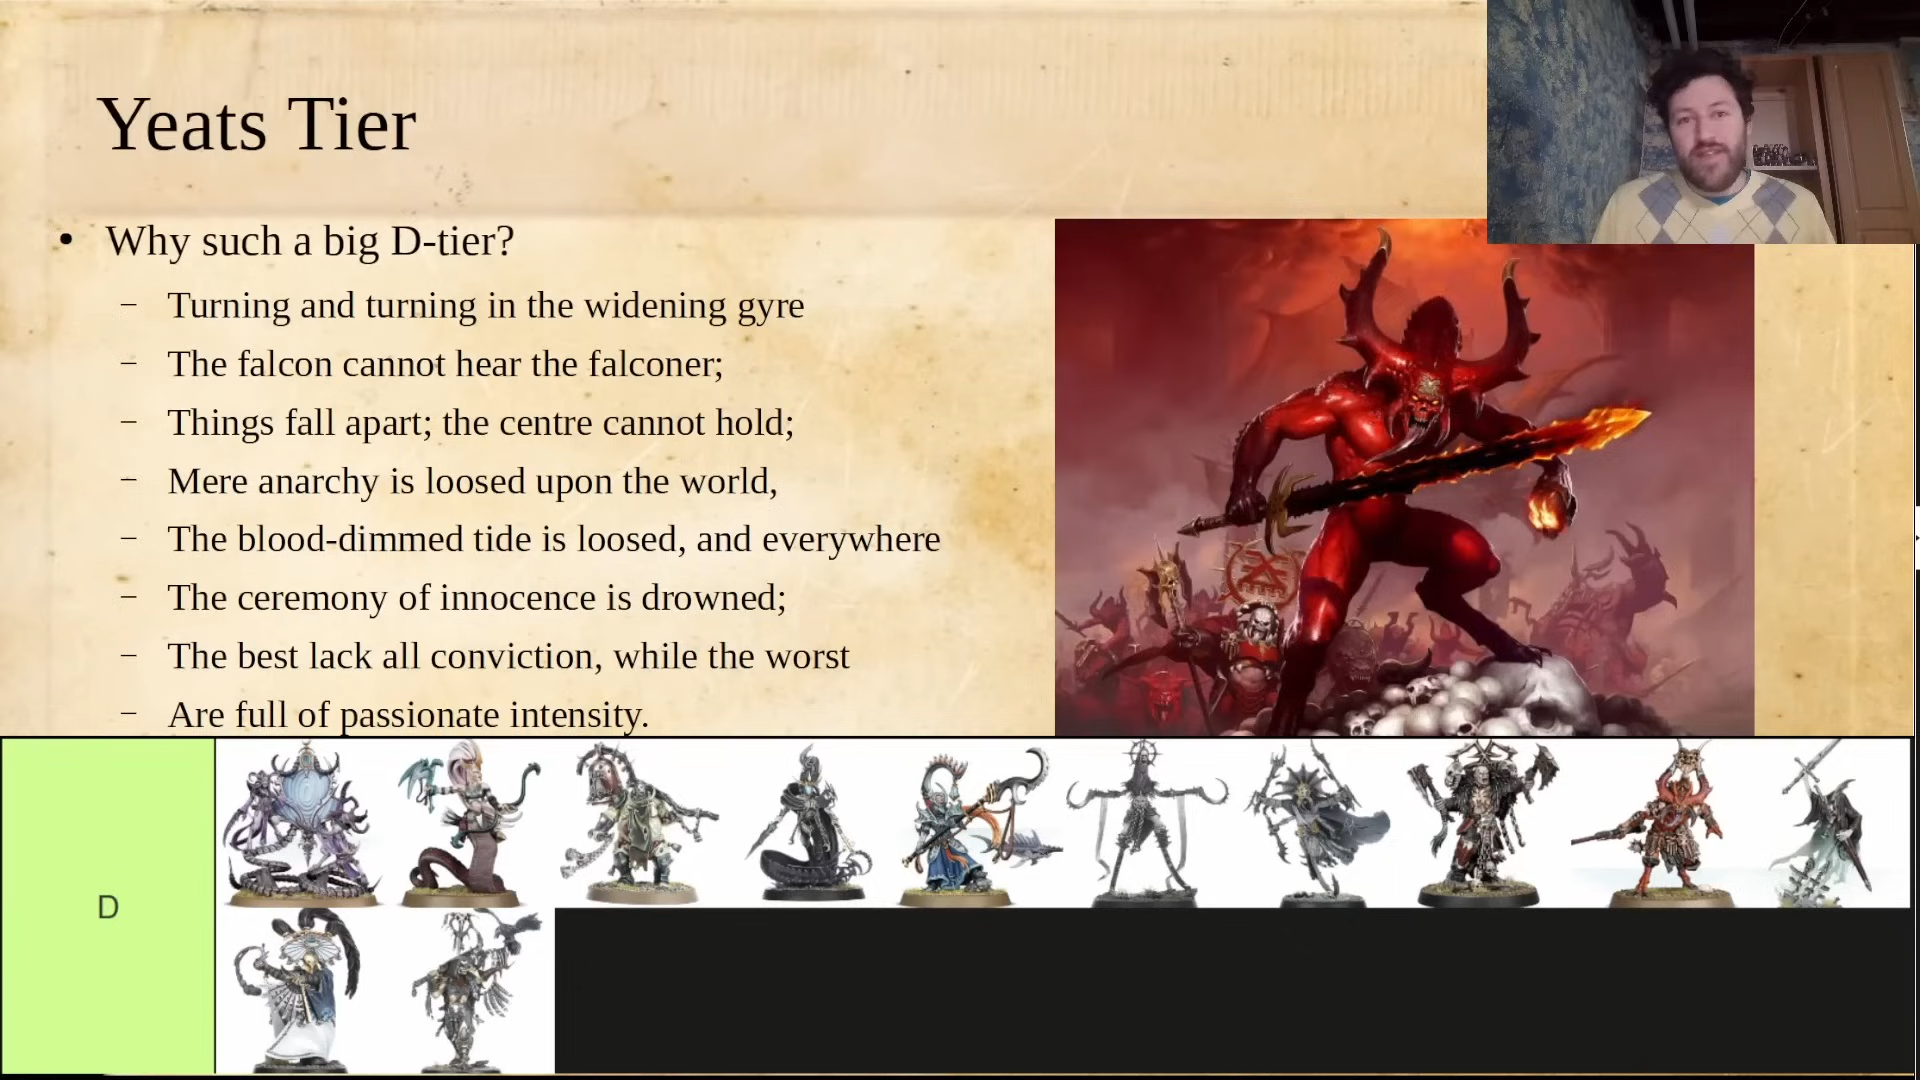 Yeats Tier
• Why such a big D-tier?
– Turning and turning in the widening gyre
– The falcon cannot hear the falconer;
– Things fall apart; the centre cannot hold;
– Mere anarchy is loosed upon the world,
– The blood-dimmed tide is loosed, and everywhere
– The ceremony of innocence is drowned;
– The best lack all conviction, while the worst
– Are full of passionate intensity.
D